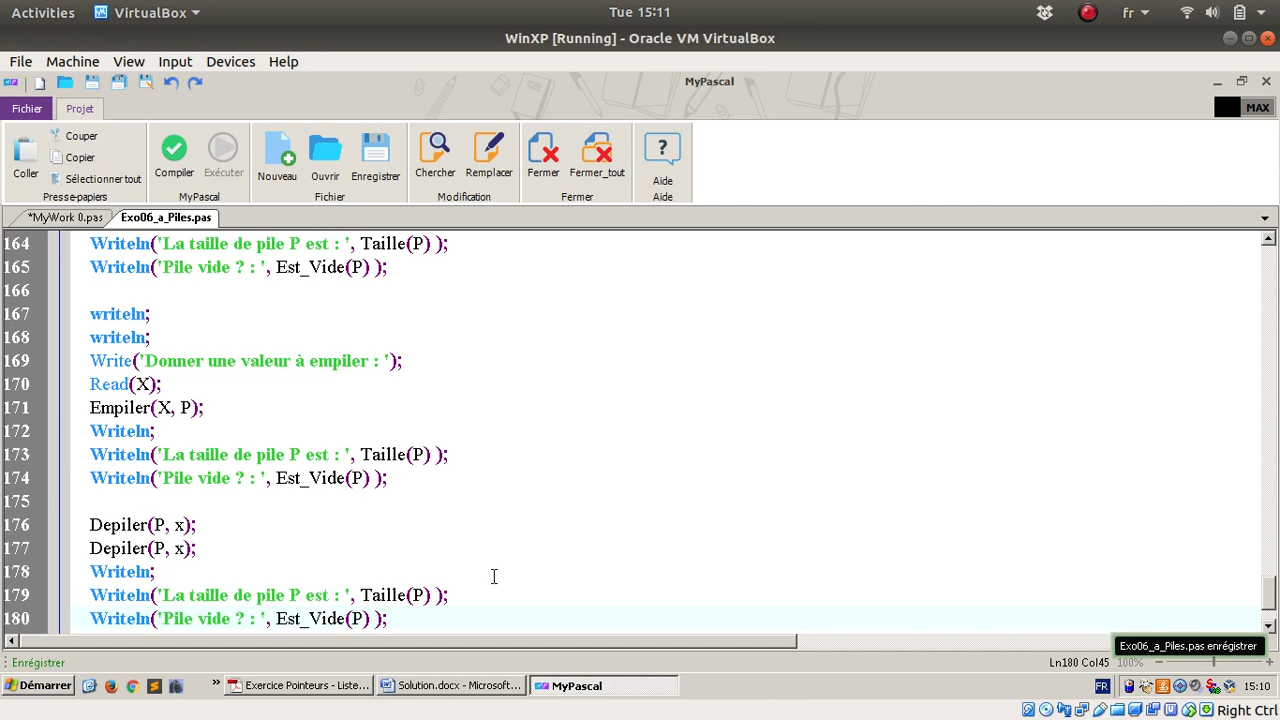 Activities VirtualBox Tue 15:11 fr
WinXP [Running] - Oracle VM VirtualBox
File Machine View Input Devices Help
MyPascal
Fichier Projet MAX
Couper
Copier
Sélectionner tout
Coller
Compiler Exécuter Nouveau Ouvrir Enregistrer Chercher Remplacer Fermer Fermer_tout Aide
Presse-papiers MyPascal Fichier Modification Fermer Aide
*MyWork 0.pas Exo06_a_Piles.pas
164 Writeln('La taille de pile P est : ', Taille(P) );
165 Writeln('Pile vide ? : ', Est_Vide(P) );
166
167 writeln;
168 writeln;
169 Write('Donner une valeur à empiler : ');
170 Read(X);
171 Empiler(X, P);
172 Writeln;
173 Writeln('La taille de pile P est : ', Taille(P) );
174 Writeln('Pile vide ? : ', Est_Vide(P) );
175
176 Depiler(P, x);
177 Depiler(P, x);
178 Writeln;
179 Writeln('La taille de pile P est : ', Taille(P) );
180 Writeln('Pile vide ? : ', Est_Vide(P) );
Exo06_a_Piles.pas enrégistrer
Enrégistrer Ln180 Col45 100%
Démarrer Exercice Pointeurs - Liste... Solution.docx - Microsoft... MyPascal FR 15:10
Right Ctrl